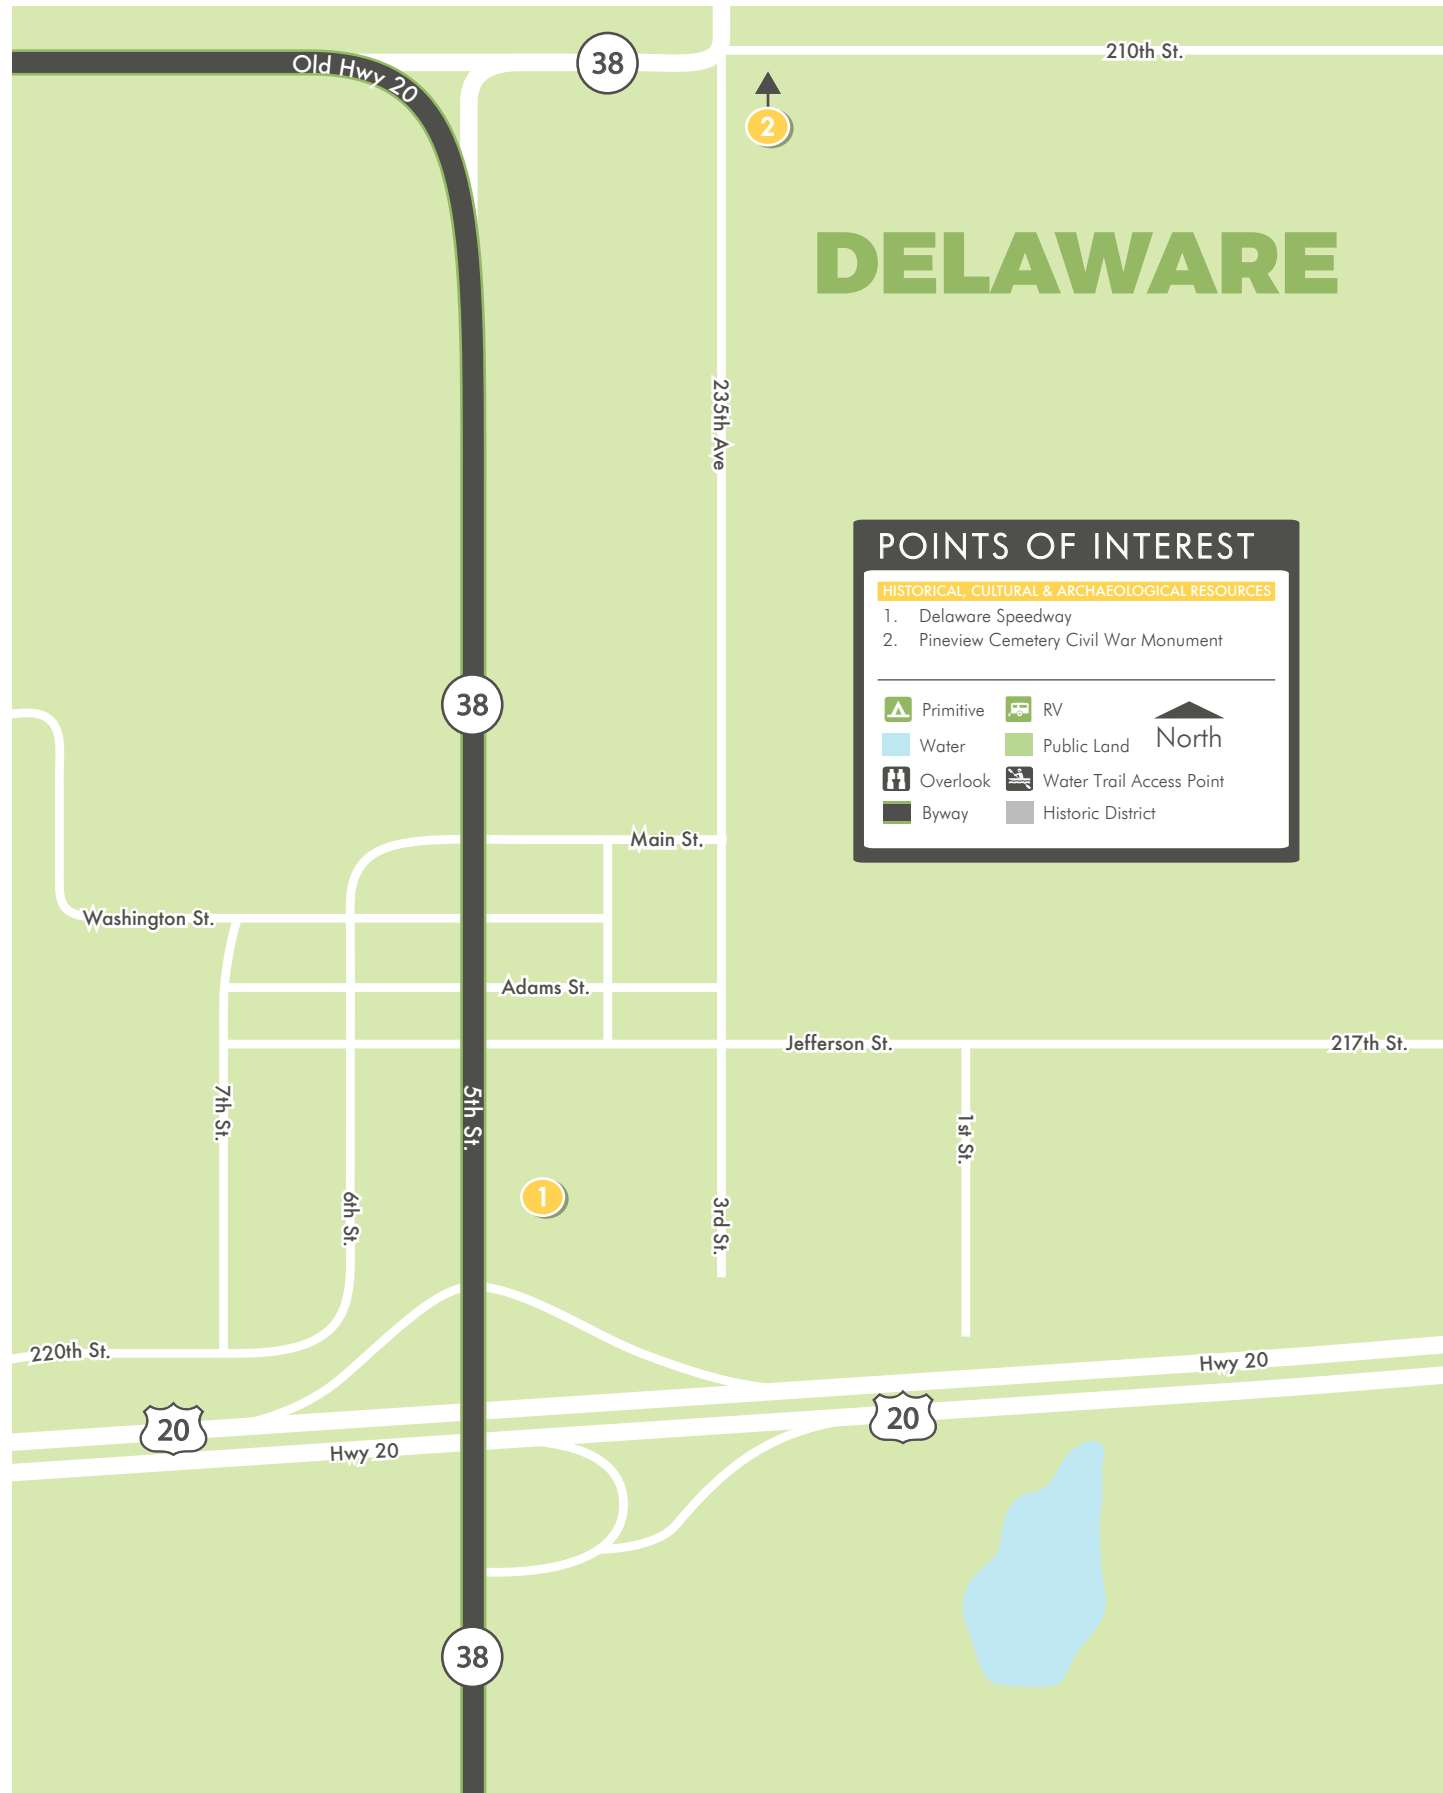 Old Hwy 20
38
210th St.
2
DELAWARE
235th Ave
POINTS OF INTEREST
HISTORICAL, CULTURAL & ARCHAEOLOGICAL RESOURCES
1. Delaware Speedway
2. Pineview Cemetery Civil War Monument
Primitive
RV
North
Water
Public Land
Overlook
Water Trail Access Point
Byway
Historic District
38
Main St.
Washington St.
Adams St.
Jefferson St.
217th St.
7th St.
5th St.
1st St.
6th St.
1
3rd St.
220th St.
Hwy 20
20
20
Hwy 20
38